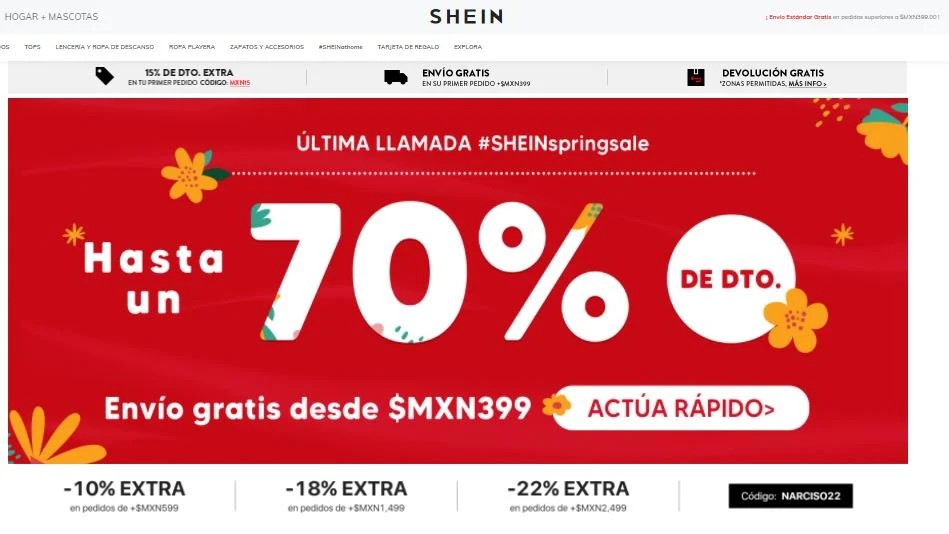 HOGAR + MASCOTAS
SHEIN
¡ Envío Estándar Gratis en pedidos superiores a $MXN399.00 !
OS TOPS LENCERÍA Y ROPA DE DESCANSO ROPA PLAYERA ZAPATOS Y ACCESORIOS #SHEINathome TARJETA DE REGALO EXPLORA
15% DE DTO. EXTRA
EN TU PRIMER PEDIDO CÓDIGO: MXN15
ENVÍO GRATIS
EN SU PRIMER PEDIDO +$MXN399
DEVOLUCIÓN GRATIS
*ZONAS PERMITIDAS, MÁS INFO >
ÚLTIMA LLAMADA #SHEINspringsale
Hasta
un
70%
DE DTO.
Envío gratis desde $MXN399
ACTÚA RÁPIDO>
-10% EXTRA
en pedidos de +$MXN599
-18% EXTRA
en pedidos de +$MXN1,499
-22% EXTRA
en pedidos de +$MXN2,499
Código: NARCISO22